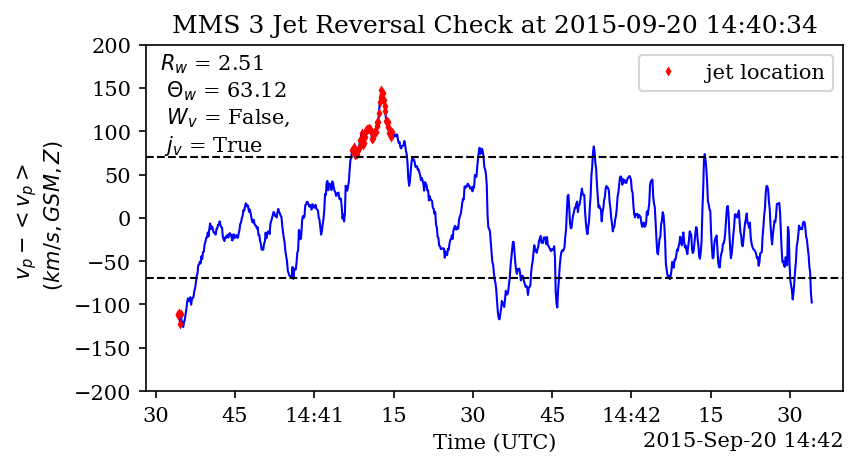 MMS 3 Jet Reversal Check at 2015-09-20 14:40:34
R_w = 2.51
Θ_w = 63.12
W_v = False,
j_v = True
jet location
v_p − < v_p >
(km/s, GSM, Z)
200
150
100
50
0
−50
−100
−150
−200
30 45 14:41 15 30 45 14:42 15 30
Time (UTC)
2015-Sep-20 14:42